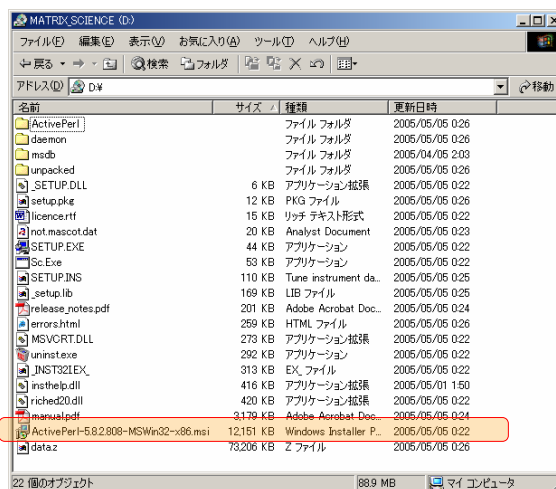 MATRIX_SCIENCE (D:)
ファイル(F) 編集(E) 表示(V) お気に入り(A) ツール(T) ヘルプ(H)
戻る 検索 フォルダ
アドレス(D) D:¥ 移動
名前 サイズ 種類 更新日時
ActivePerl ファイル フォルダ 2005/05/05 0:26
daemon ファイル フォルダ 2005/05/05 0:26
msdb ファイル フォルダ 2005/04/05 2:03
unpacked ファイル フォルダ 2005/05/05 0:26
_SETUP.DLL 6 KB アプリケーション拡張 2005/05/05 0:22
setup.pkg 12 KB PKG ファイル 2005/05/05 0:26
licence.rtf 15 KB リッチ テキスト形式 2005/05/05 0:22
not.mascot.dat 20 KB Analyst Document 2005/05/05 0:23
SETUP.EXE 44 KB アプリケーション 2005/05/05 0:22
Sc.Exe 53 KB アプリケーション 2005/05/05 0:22
SETUP.INS 110 KB Tune instrument da... 2005/05/05 0:25
_setup.lib 169 KB LIB ファイル 2005/05/05 0:25
release_notes.pdf 201 KB Adobe Acrobat Doc... 2005/05/05 0:24
errors.html 259 KB HTML ファイル 2005/05/05 0:26
MSVCRT.DLL 273 KB アプリケーション拡張 2005/05/05 0:22
uninst.exe 292 KB アプリケーション 2005/05/05 0:22
_INST32I.EX_ 313 KB EX_ ファイル 2005/05/05 0:22
insthelp.dll 416 KB アプリケーション拡張 2005/05/01 1:50
riched20.dll 420 KB アプリケーション拡張 2005/05/05 0:22
manual.pdf 3,179 KB Adobe Acrobat Doc... 2005/05/05 0:24
ActivePerl-5.8.2.808-MSWin32-x86.msi 12,151 KB Windows Installer P... 2005/05/05 0:22
data.z 73,206 KB Z ファイル 2005/05/05 0:26
22 個のオブジェクト 88.9 MB マイ コンピュータ